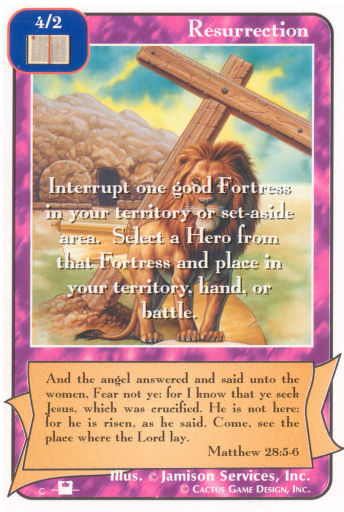 4/2
Resurrection
Interrupt one good Fortress
in your territory or set-aside
area. Select a Hero from
that Fortress and place in
your territory, hand, or
battle.
And the angel answered and said unto the
women, Fear not ye: for I know that ye seek
Jesus, which was crucified. He is not here:
for he is risen, as he said. Come, see the
place where the Lord lay.
Matthew 28:5-6
Illus. © Jamison Services, Inc.
C
© Cactus Game Design, Inc.